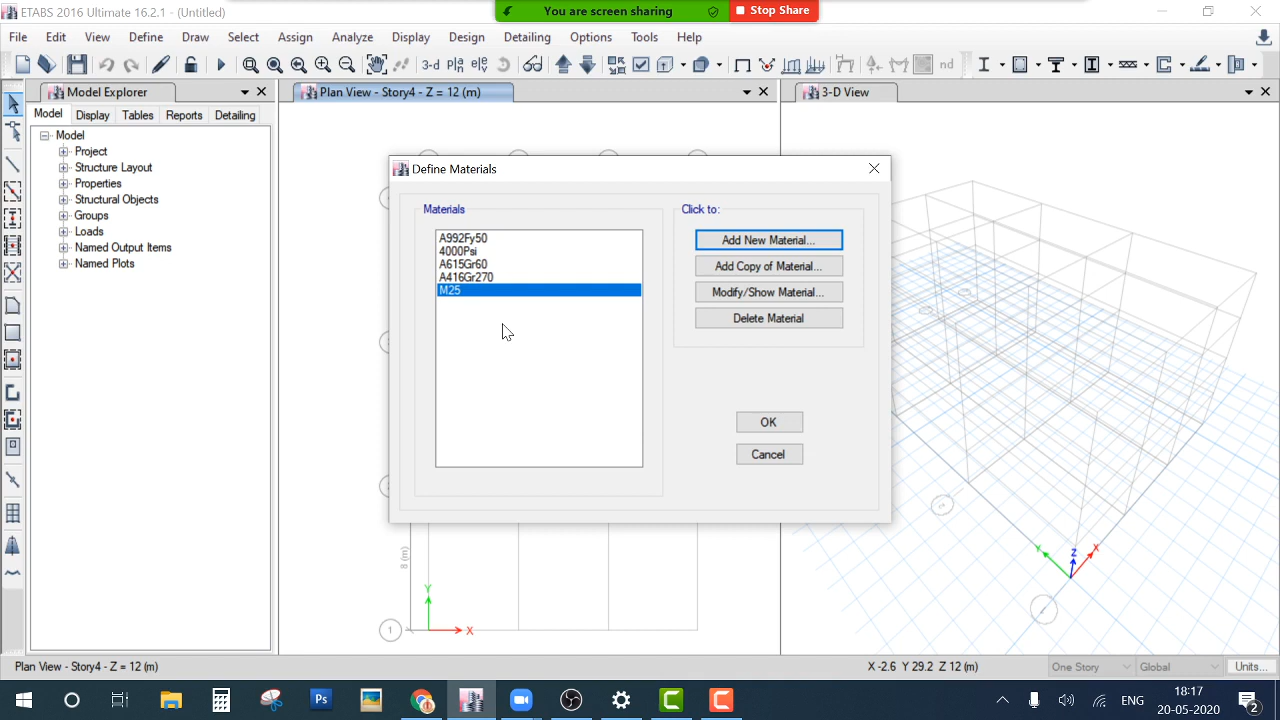 ETABS 2016 Ultimate 16.2.1 - (Untitled)
You are screen sharing
Stop Share
File Edit View Define Draw Select Assign Analyze Display Design Detailing Options Tools Help
3-d
nd
Model Explorer
Plan View - Story4 - Z = 12 (m)
3-D View
Model Display Tables Reports Detailing
Model
Project
Structure Layout
Properties
Structural Objects
Groups
Loads
Named Output Items
Named Plots
Define Materials
Materials
A992Fy50
4000Psi
A615Gr60
A416Gr270
M25
Click to:
Add New Material...
Add Copy of Material...
Modify/Show Material...
Delete Material
OK
Cancel
8 (m)
Y
X
1
Y
Z
X
Plan View - Story4 - Z = 12 (m)
X -2.6 Y 29.2 Z 12 (m)
One Story
Global
Units...
Ps
ENG
18:17
20-05-2020
2